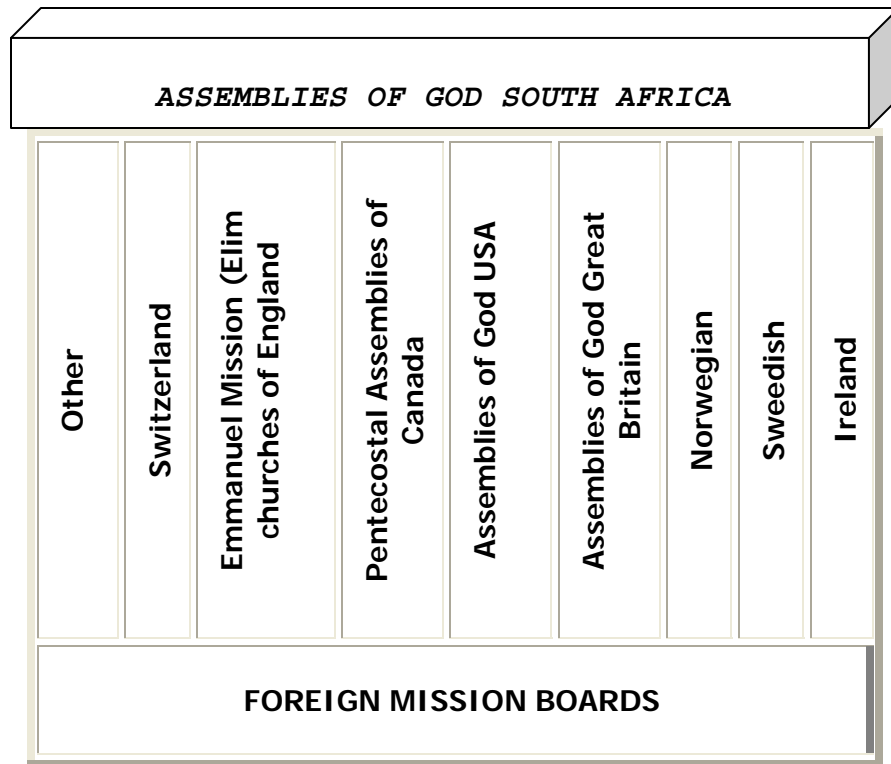 ASSEMBLIES OF GOD SOUTH AFRICA
Other
Switzerland
Emmanuel Mission (Elim
churches of England
Pentecostal Assemblies of
Canada
Assemblies of God USA
Assemblies of God Great
Britain
Norwegian
Sweedish
Ireland
FOREIGN MISSION BOARDS